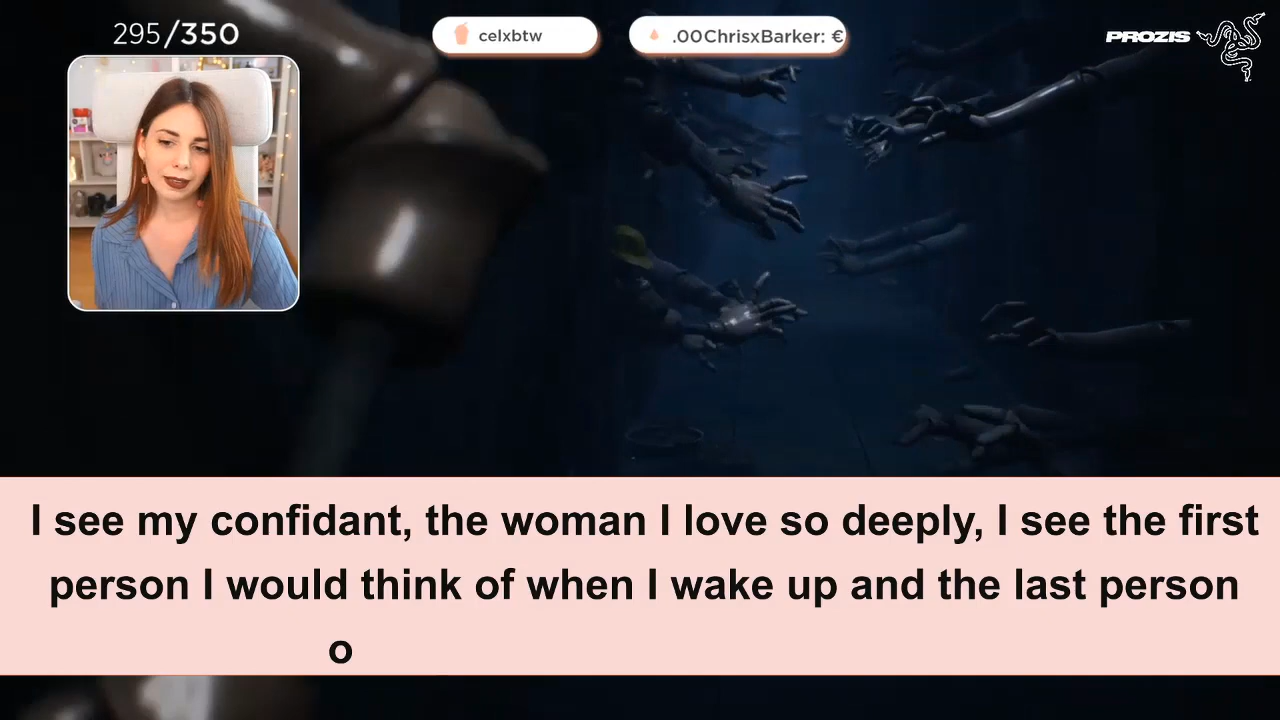 295/350
celxbtw
.00ChrisxBarker: €
PROZIS
I see my confidant, the woman I love so deeply, I see the first
person I would think of when I wake up and the last person
o